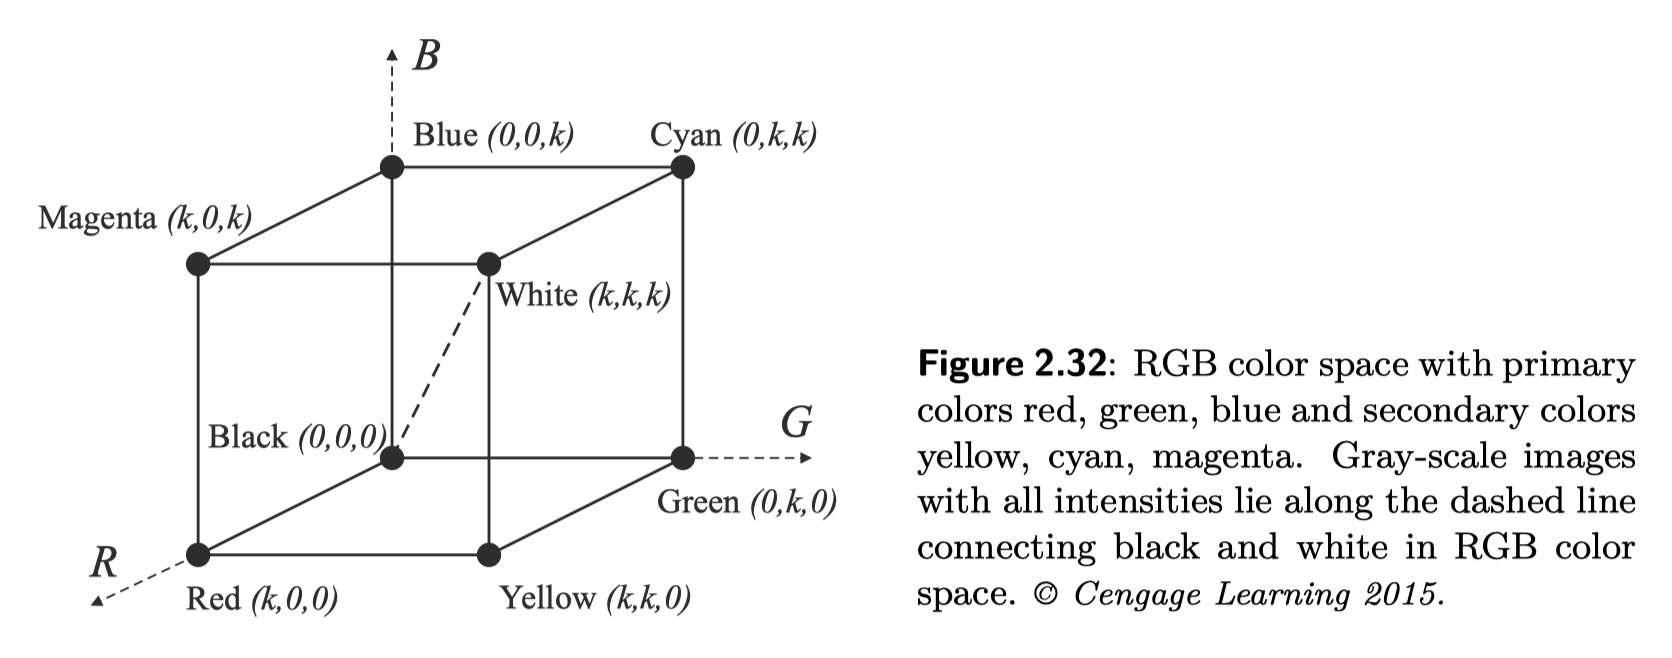 B
Blue (0,0,k)
Cyan (0,k,k)
Magenta (k,0,k)
White (k,k,k)
Black (0,0,0)
G
Green (0,k,0)
R
Red (k,0,0)
Yellow (k,k,0)
Figure 2.32: RGB color space with primary
colors red, green, blue and secondary colors
yellow, cyan, magenta. Gray-scale images
with all intensities lie along the dashed line
connecting black and white in RGB color
space. © Cengage Learning 2015.